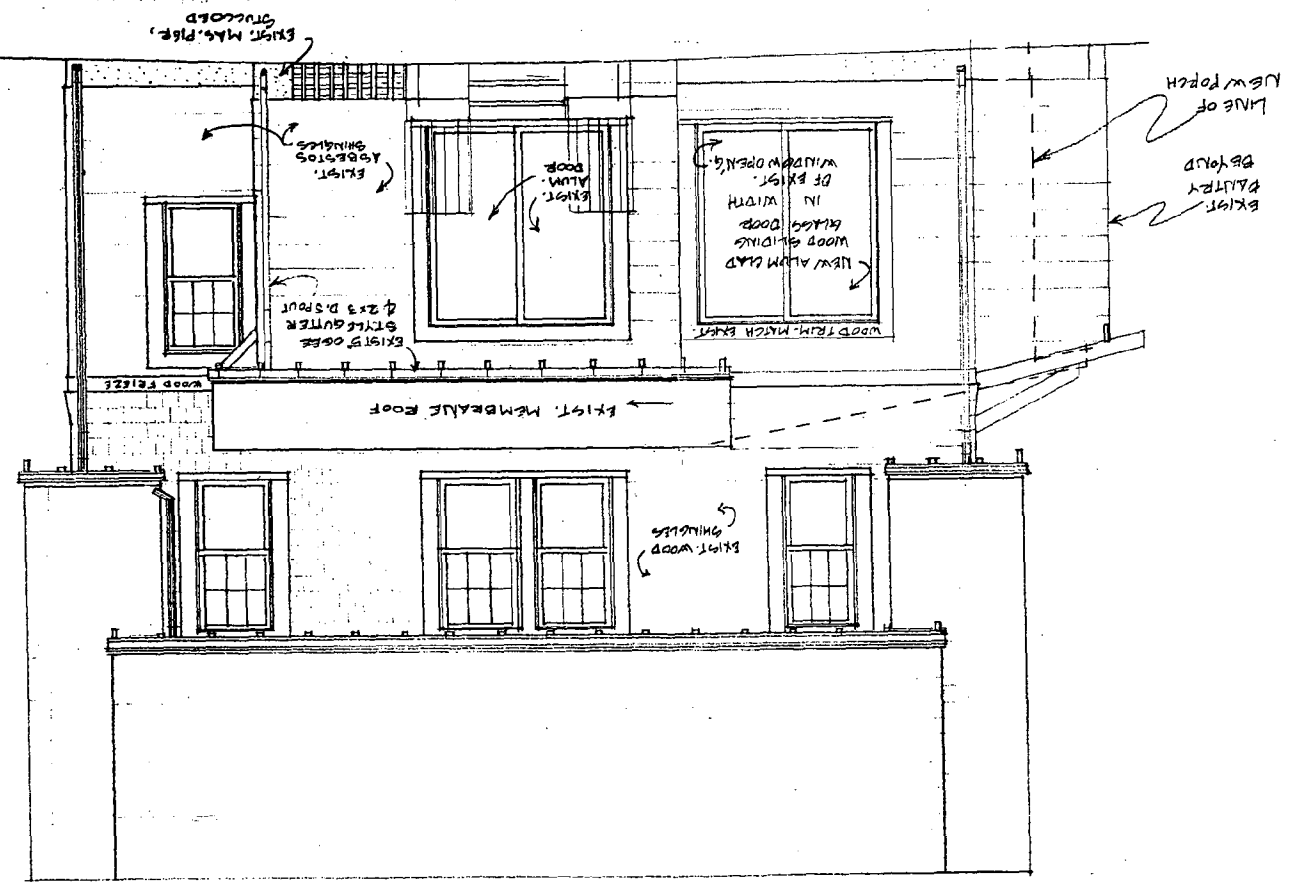 EXIST. WOOD
SHINGLES
EXIST. MEMBRANE ROOF
WOOD FRIEZE
EXIST'G OGEE
STYLE GUTTER
& 2x3 D.SPOUT
WOOD TRIM - MATCH EXIST.
NEW ALUM CLAD
WOOD SLIDING
GLASS DOOR
IN WIDTH
OF EXIST.
WINDOW OPEN'G.
EXIST.
ALUM.
DOOR
EXIST.
ASBESTOS
SHINGLES
EXIST.
PANTRY
BEYOND
LINE OF
NEW PORCH
EXIST. MAS. PIER,
STUCCOED